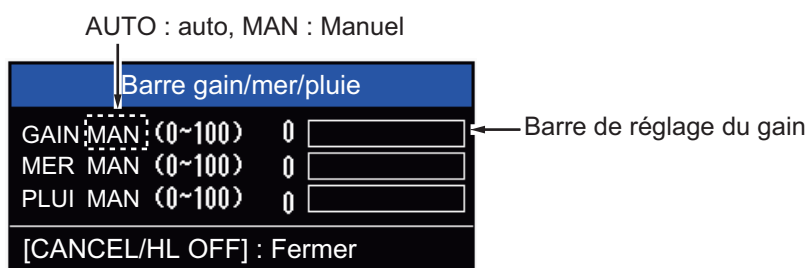 AUTO : auto, MAN : Manuel
Barre gain/mer/pluie
GAIN MAN (0~100) 0
Barre de réglage du gain
MER MAN (0~100) 0
PLUI MAN (0~100) 0
[CANCEL/HL OFF] : Fermer